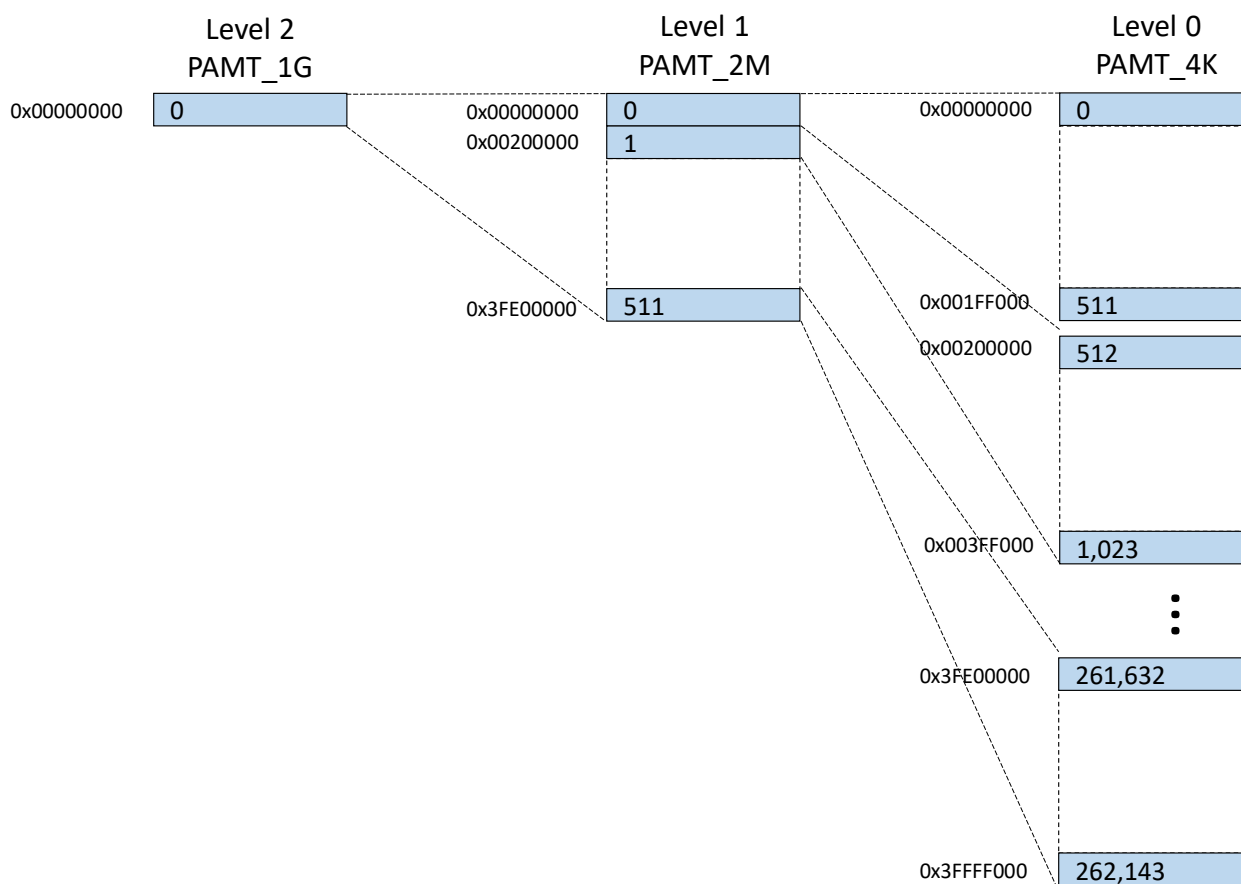 Level 2
PAMT_1G
Level 1
PAMT_2M
Level 0
PAMT_4K
0x00000000
0
0x00000000
0
0x00000000
0
0x00200000
1
0x3FE00000
511
0x001FF000
511
0x00200000
512
0x003FF000
1,023
0x3FE00000
261,632
0x3FFFF000
262,143